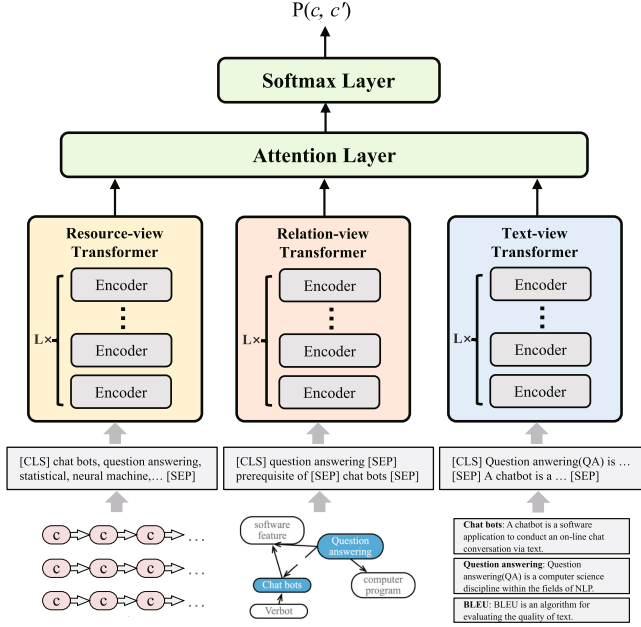 P(c, c′)
Softmax Layer
Attention Layer
Resource-view
Transformer
Encoder
⋮
L×
Encoder
Encoder
Relation-view
Transformer
Encoder
⋮
L×
Encoder
Encoder
Text-view
Transformer
Encoder
⋮
L×
Encoder
Encoder
[CLS] chat bots, question answering,
statistical, neural machine,… [SEP]
[CLS] question answering [SEP]
prerequisite of [SEP] chat bots [SEP]
[CLS] Question anwering(QA) is …
[SEP] A chatbot is a … [SEP]
c c c …
c c c …
c c c …
software
feature
Question
answering
Chat bots
computer
program
Verbot
Chat bots: A chatbot is a software
application to conduct an on-line chat
conversation via text.
Question answering: Question
answering(QA) is a computer science
discipline within the fields of NLP.
BLEU: BLEU is an algorithm for
evaluating the quality of text.